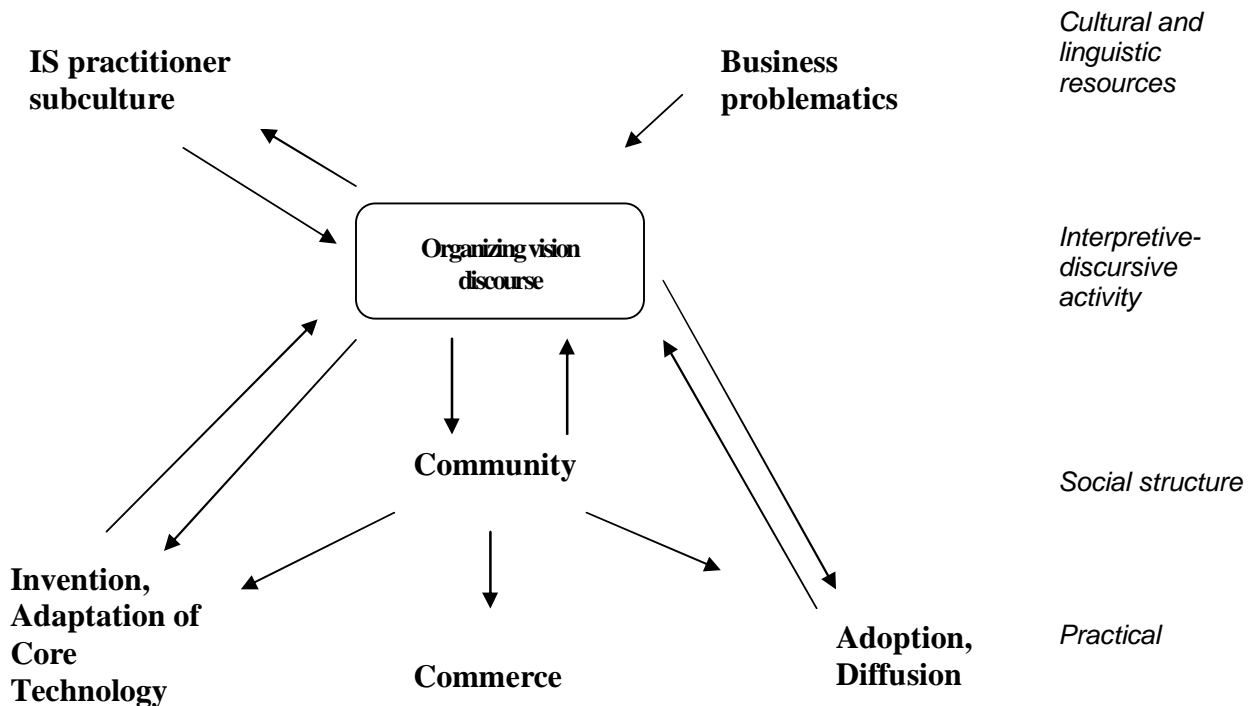 IS practitioner
subculture
Business
problematics
Cultural and
linguistic
resources
Organizing vision
discourse
Interpretive-
discursive
activity
Community
Social structure
Invention,
Adaptation of
Core
Technology
Commerce
Adoption,
Diffusion
Practical